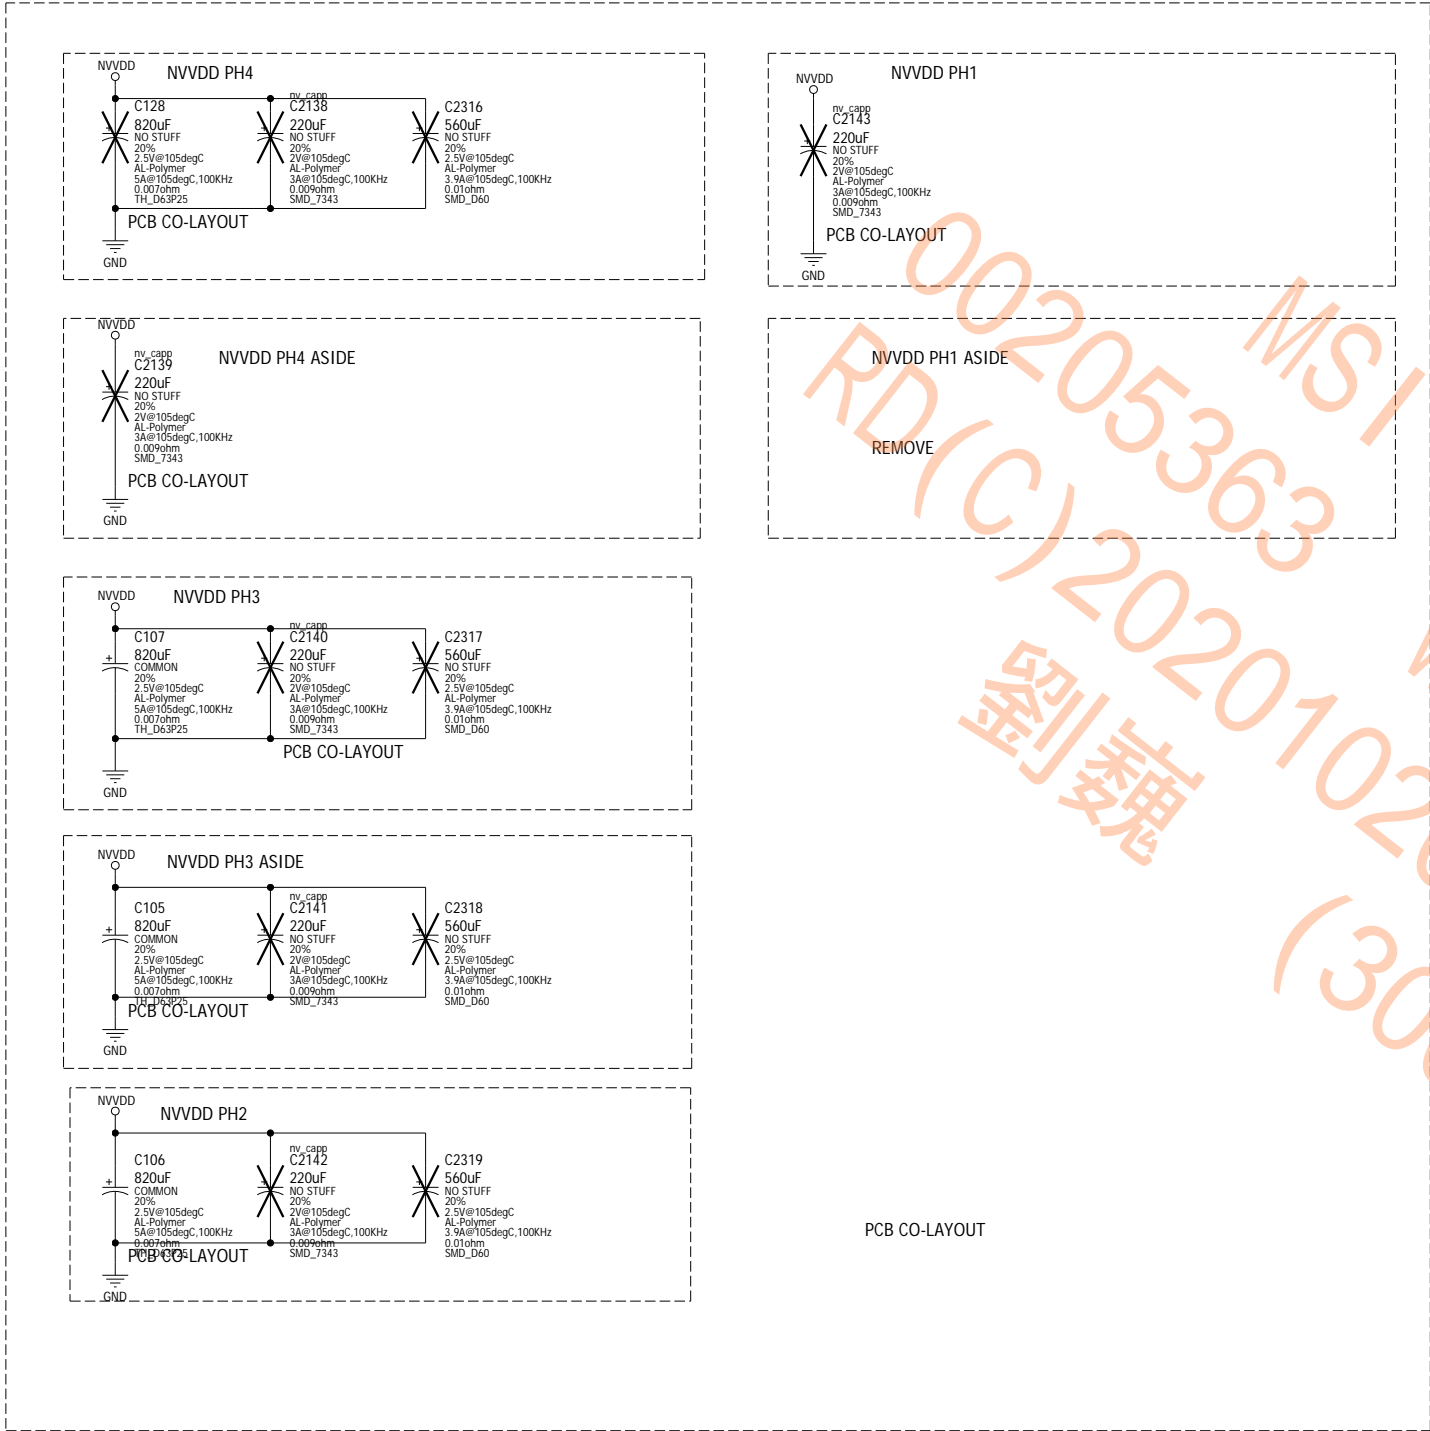 NVVDD
NVVDD PH4
C128
820uF
NO STUFF
20%
2.5V@105degC
AL-Polymer
5A@105degC,100KHz
0.007ohm
TH_D63P25
nv_capp
C2138
220uF
NO STUFF
20%
2V@105degC
AL-Polymer
3A@105degC,100KHz
0.009ohm
SMD_7343
C2316
560uF
NO STUFF
20%
2.5V@105degC
AL-Polymer
3.9A@105degC,100KHz
0.01ohm
SMD_D60
PCB CO-LAYOUT
GND
NVVDD
NVVDD PH1
nv_capp
C2143
220uF
NO STUFF
20%
2V@105degC
AL-Polymer
3A@105degC,100KHz
0.009ohm
SMD_7343
PCB CO-LAYOUT
GND
NVVDD
NVVDD PH4 ASIDE
nv_capp
C2139
220uF
NO STUFF
20%
2V@105degC
AL-Polymer
3A@105degC,100KHz
0.009ohm
SMD_7343
PCB CO-LAYOUT
GND
NVVDD PH1 ASIDE
REMOVE
NVVDD
NVVDD PH3
C107
820uF
COMMON
20%
2.5V@105degC
AL-Polymer
5A@105degC,100KHz
0.007ohm
TH_D63P25
nv_capp
C2140
220uF
NO STUFF
20%
2V@105degC
AL-Polymer
3A@105degC,100KHz
0.009ohm
SMD_7343
C2317
560uF
NO STUFF
20%
2.5V@105degC
AL-Polymer
3.9A@105degC,100KHz
0.01ohm
SMD_D60
PCB CO-LAYOUT
GND
NVVDD
NVVDD PH3 ASIDE
C105
820uF
COMMON
20%
2.5V@105degC
AL-Polymer
5A@105degC,100KHz
0.007ohm
TH_D63P25
nv_capp
C2141
220uF
NO STUFF
20%
2V@105degC
AL-Polymer
3A@105degC,100KHz
0.009ohm
SMD_7343
C2318
560uF
NO STUFF
20%
2.5V@105degC
AL-Polymer
3.9A@105degC,100KHz
0.01ohm
SMD_D60
PCB CO-LAYOUT
GND
NVVDD
NVVDD PH2
C106
820uF
COMMON
20%
2.5V@105degC
AL-Polymer
5A@105degC,100KHz
0.007ohm
TH_D63P25
nv_capp
C2142
220uF
NO STUFF
20%
2V@105degC
AL-Polymer
3A@105degC,100KHz
0.009ohm
SMD_7343
C2319
560uF
NO STUFF
20%
2.5V@105degC
AL-Polymer
3.9A@105degC,100KHz
0.01ohm
SMD_D60
PCB CO-LAYOUT
GND
PCB CO-LAYOUT
MSI
00205363
RD(C)2020102
劉巍
(30